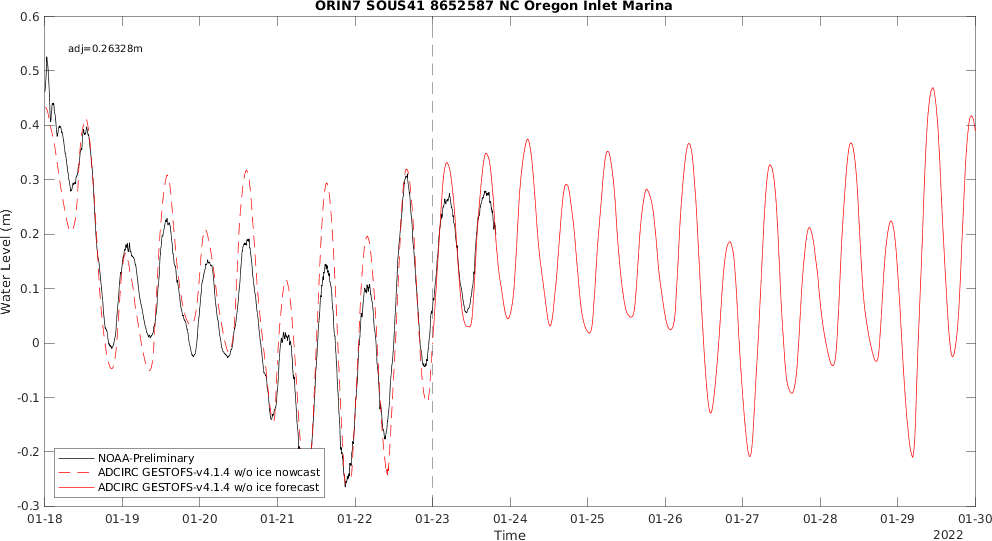 ORIN7 SOUS41 8652587 NC Oregon Inlet Marina
adj=0.26328m
0.6
0.5
0.4
0.3
0.2
0.1
0
-0.1
-0.2
-0.3
Water Level (m)
NOAA-Preliminary
ADCIRC GESTOFS-v4.1.4 w/o ice nowcast
ADCIRC GESTOFS-v4.1.4 w/o ice forecast
01-18 01-19 01-20 01-21 01-22 01-23 01-24 01-25 01-26 01-27 01-28 01-29 01-30
Time
2022